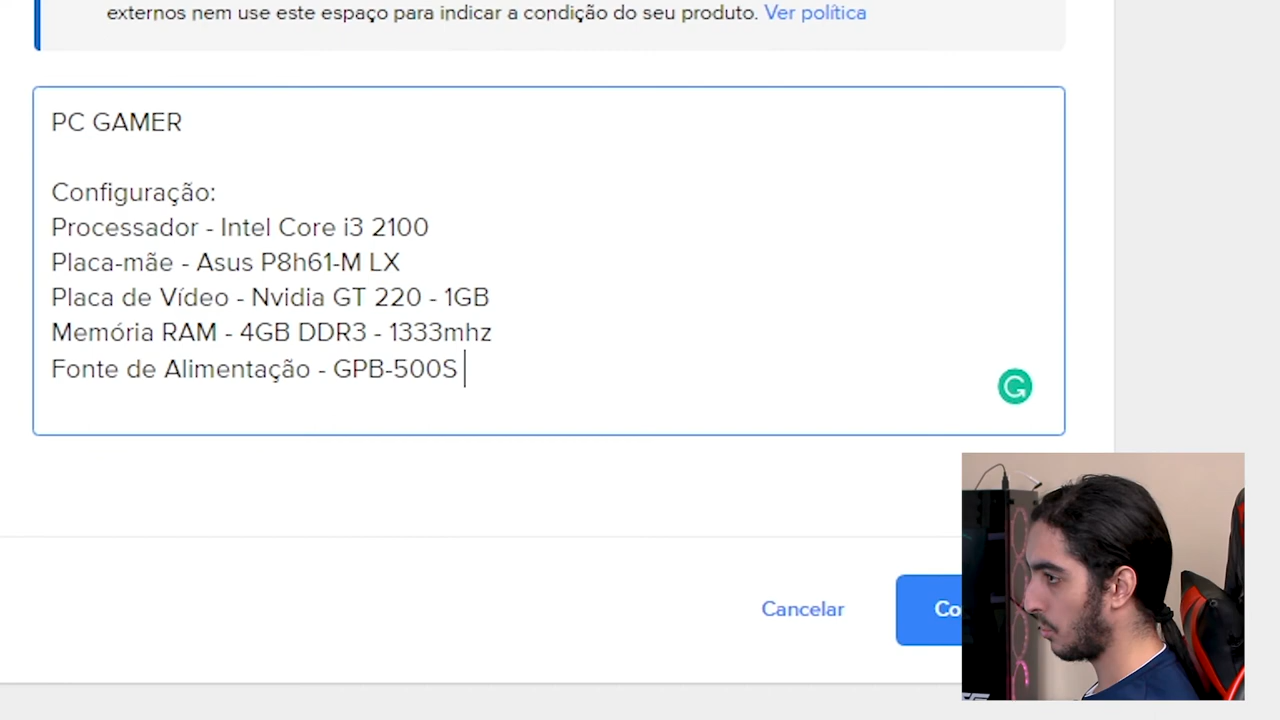 externos nem use este espaço para indicar a condição do seu produto. Ver política
PC GAMER
Configuração:
Processador - Intel Core i3 2100
Placa-mãe - Asus P8h61-M LX
Placa de Vídeo - Nvidia GT 220 - 1GB
Memória RAM - 4GB DDR3 - 1333mhz
Fonte de Alimentação - GPB-500S
Cancelar
Co